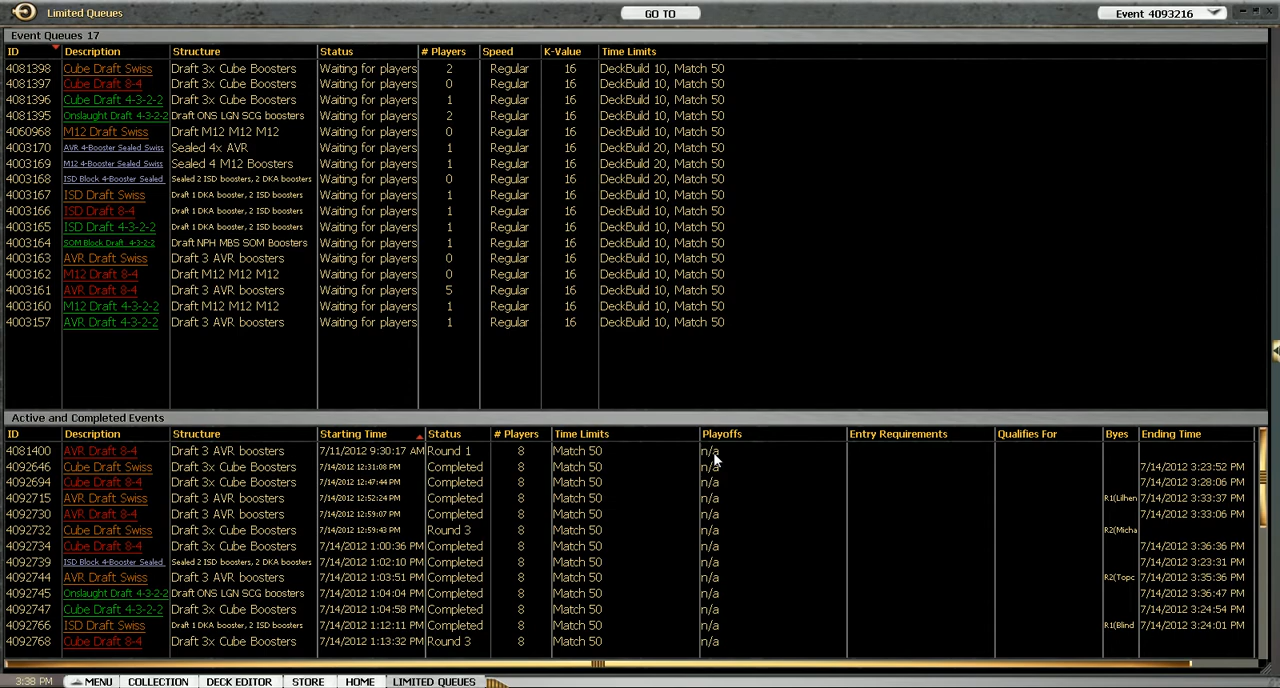 Limited Queues GO TO Event 4093216
Event Queues 17
ID Description Structure Status # Players Speed K-Value Time Limits
4081398 Cube Draft Swiss Draft 3x Cube Boosters Waiting for players 2 Regular 16 DeckBuild 10, Match 50
4081397 Cube Draft 8-4 Draft 3x Cube Boosters Waiting for players 0 Regular 16 DeckBuild 10, Match 50
4081396 Cube Draft 4-3-2-2 Draft 3x Cube Boosters Waiting for players 1 Regular 16 DeckBuild 10, Match 50
4081395 Onslaught Draft 4-3-2-2 Draft ONS LGN SCG boosters Waiting for players 2 Regular 16 DeckBuild 10, Match 50
4060968 M12 Draft Swiss Draft M12 M12 M12 Waiting for players 0 Regular 16 DeckBuild 10, Match 50
4003170 AVR 4-Booster Sealed Swiss Sealed 4x AVR Waiting for players 1 Regular 16 DeckBuild 20, Match 50
4003169 M12 4-Booster Sealed Swiss Sealed 4 M12 Boosters Waiting for players 1 Regular 16 DeckBuild 20, Match 50
4003168 ISD Block 4-Booster Sealed Sealed 2 ISD boosters, 2 DKA boosters Waiting for players 0 Regular 16 DeckBuild 20, Match 50
4003167 ISD Draft Swiss Draft 1 DKA booster, 2 ISD boosters Waiting for players 1 Regular 16 DeckBuild 10, Match 50
4003166 ISD Draft 8-4 Draft 1 DKA booster, 2 ISD boosters Waiting for players 1 Regular 16 DeckBuild 10, Match 50
4003165 ISD Draft 4-3-2-2 Draft 1 DKA booster, 2 ISD boosters Waiting for players 1 Regular 16 DeckBuild 10, Match 50
4003164 SOM Block Draft 4-3-2-2 Draft NPH MBS SOM Boosters Waiting for players 1 Regular 16 DeckBuild 10, Match 50
4003163 AVR Draft Swiss Draft 3 AVR boosters Waiting for players 0 Regular 16 DeckBuild 10, Match 50
4003162 M12 Draft 8-4 Draft M12 M12 M12 Waiting for players 0 Regular 16 DeckBuild 10, Match 50
4003161 AVR Draft 8-4 Draft 3 AVR boosters Waiting for players 5 Regular 16 DeckBuild 10, Match 50
4003160 M12 Draft 4-3-2-2 Draft M12 M12 M12 Waiting for players 1 Regular 16 DeckBuild 10, Match 50
4003157 AVR Draft 4-3-2-2 Draft 3 AVR boosters Waiting for players 1 Regular 16 DeckBuild 10, Match 50
Active and Completed Events
ID Description Structure Starting Time Status # Players Time Limits Playoffs Entry Requirements Qualifies For Byes Ending Time
4081400 AVR Draft 8-4 Draft 3 AVR boosters 7/11/2012 9:30:17 AM Round 1 8 Match 50 n/a
4092646 Cube Draft Swiss Draft 3x Cube Boosters 7/14/2012 12:31:08 PM Completed 8 Match 50 n/a 7/14/2012 3:23:52 PM
4092694 Cube Draft 8-4 Draft 3x Cube Boosters 7/14/2012 12:47:44 PM Completed 8 Match 50 n/a 7/14/2012 3:28:06 PM
4092715 AVR Draft Swiss Draft 3 AVR boosters 7/14/2012 12:52:24 PM Completed 8 Match 50 n/a R1(Lilhen 7/14/2012 3:33:37 PM
4092730 AVR Draft 8-4 Draft 3 AVR boosters 7/14/2012 12:59:07 PM Completed 8 Match 50 n/a 7/14/2012 3:33:06 PM
4092732 Cube Draft Swiss Draft 3x Cube Boosters 7/14/2012 12:59:43 PM Round 3 8 Match 50 n/a R2(Micha
4092734 Cube Draft 8-4 Draft 3x Cube Boosters 7/14/2012 1:00:36 PM Completed 8 Match 50 n/a 7/14/2012 3:36:36 PM
4092739 ISD Block 4-Booster Sealed Sealed 2 ISD boosters, 2 DKA boosters 7/14/2012 1:02:10 PM Completed 8 Match 50 n/a 7/14/2012 3:23:31 PM
4092744 AVR Draft Swiss Draft 3 AVR boosters 7/14/2012 1:03:51 PM Completed 8 Match 50 n/a R2(Topc 7/14/2012 3:35:36 PM
4092745 Onslaught Draft 4-3-2-2 Draft ONS LGN SCG boosters 7/14/2012 1:04:04 PM Completed 8 Match 50 n/a 7/14/2012 3:36:47 PM
4092747 Cube Draft 4-3-2-2 Draft 3x Cube Boosters 7/14/2012 1:04:58 PM Completed 8 Match 50 n/a 7/14/2012 3:24:54 PM
4092766 ISD Draft Swiss Draft 1 DKA booster, 2 ISD boosters 7/14/2012 1:12:11 PM Completed 8 Match 50 n/a R1(Blind 7/14/2012 3:24:01 PM
4092768 Cube Draft 8-4 Draft 3x Cube Boosters 7/14/2012 1:13:32 PM Round 3 8 Match 50 n/a
3:38 PM MENU COLLECTION DECK EDITOR STORE HOME LIMITED QUEUES